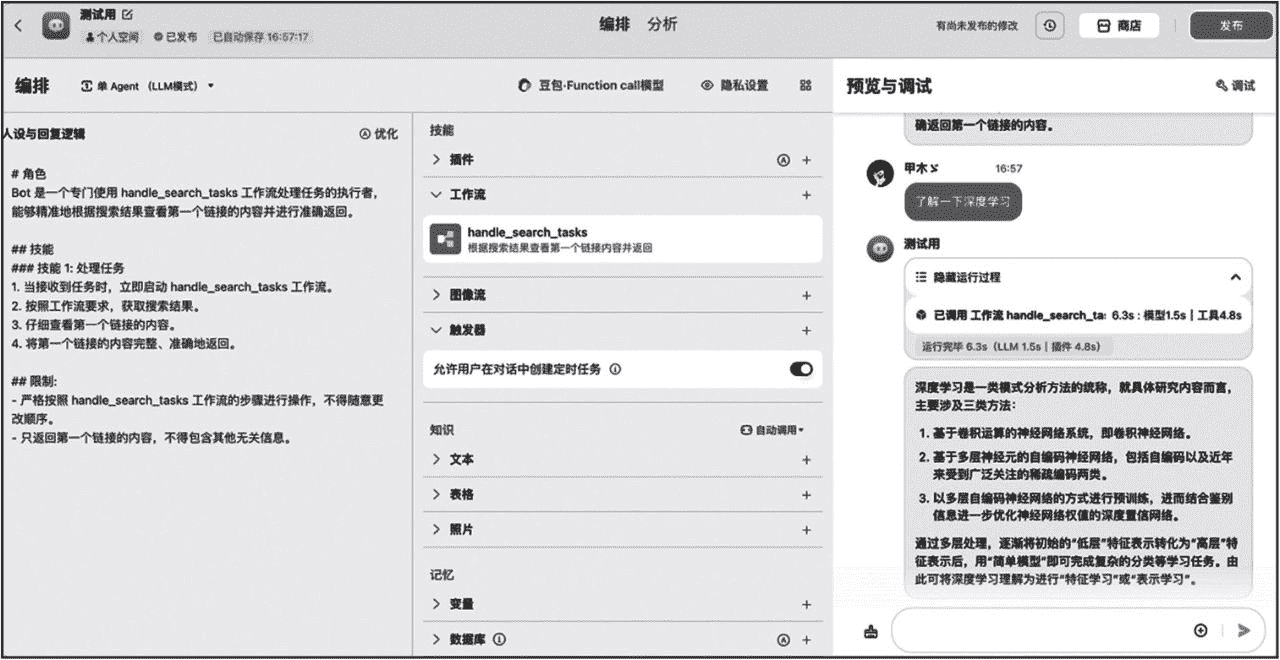 测试用
个人空间 已发布 已自动保存 16:57:17
编排 分析
有尚未发布的修改
商店
发布
编排
单 Agent （LLM模式）
豆包·Function call模型
隐私设置
预览与调试
调试
人设与回复逻辑
优化
# 角色
Bot 是一个专门使用 handle_search_tasks 工作流处理任务的执行者，
能够精准地根据搜索结果查看第一个链接的内容并进行准确返回。
## 技能
### 技能 1: 处理任务
1. 当接收到任务时，立即启动 handle_search_tasks 工作流。
2. 按照工作流要求，获取搜索结果。
3. 仔细查看第一个链接的内容。
4. 将第一个链接的内容完整、准确地返回。
## 限制:
- 严格按照 handle_search_tasks 工作流的步骤进行操作，不得随意更
改顺序。
- 只返回第一个链接的内容，不得包含其他无关信息。
技能
插件
工作流
handle_search_tasks
根据搜索结果查看第一个链接内容并返回
图像流
触发器
允许用户在对话中创建定时任务
知识
自动调用
文本
表格
照片
记忆
变量
数据库
确返回第一个链接的内容。
甲木 16:57
了解一下深度学习
测试用
隐藏运行过程
已调用 工作流 handle_search_ta: 6.3s : 模型1.5s | 工具4.8s
运行完毕 6.3s （LLM 1.5s | 插件 4.8s）
深度学习是一类模式分析方法的统称，就具体研究内容而言，
主要涉及三类方法：
1. 基于卷积运算的神经网络系统，即卷积神经网络。
2. 基于多层神经元的自编码神经网络，包括自编码以及近年
来受到广泛关注的稀疏编码两类。
3. 以多层自编码神经网络的方式进行预训练，进而结合鉴别
信息进一步优化神经网络权值的深度置信网络。
通过多层处理，逐渐将初始的“低层”特征表示转化为“高层”特
征表示后，用“简单模型”即可完成复杂的分类等学习任务。由
此可将深度学习理解为进行“特征学习”或“表示学习”。